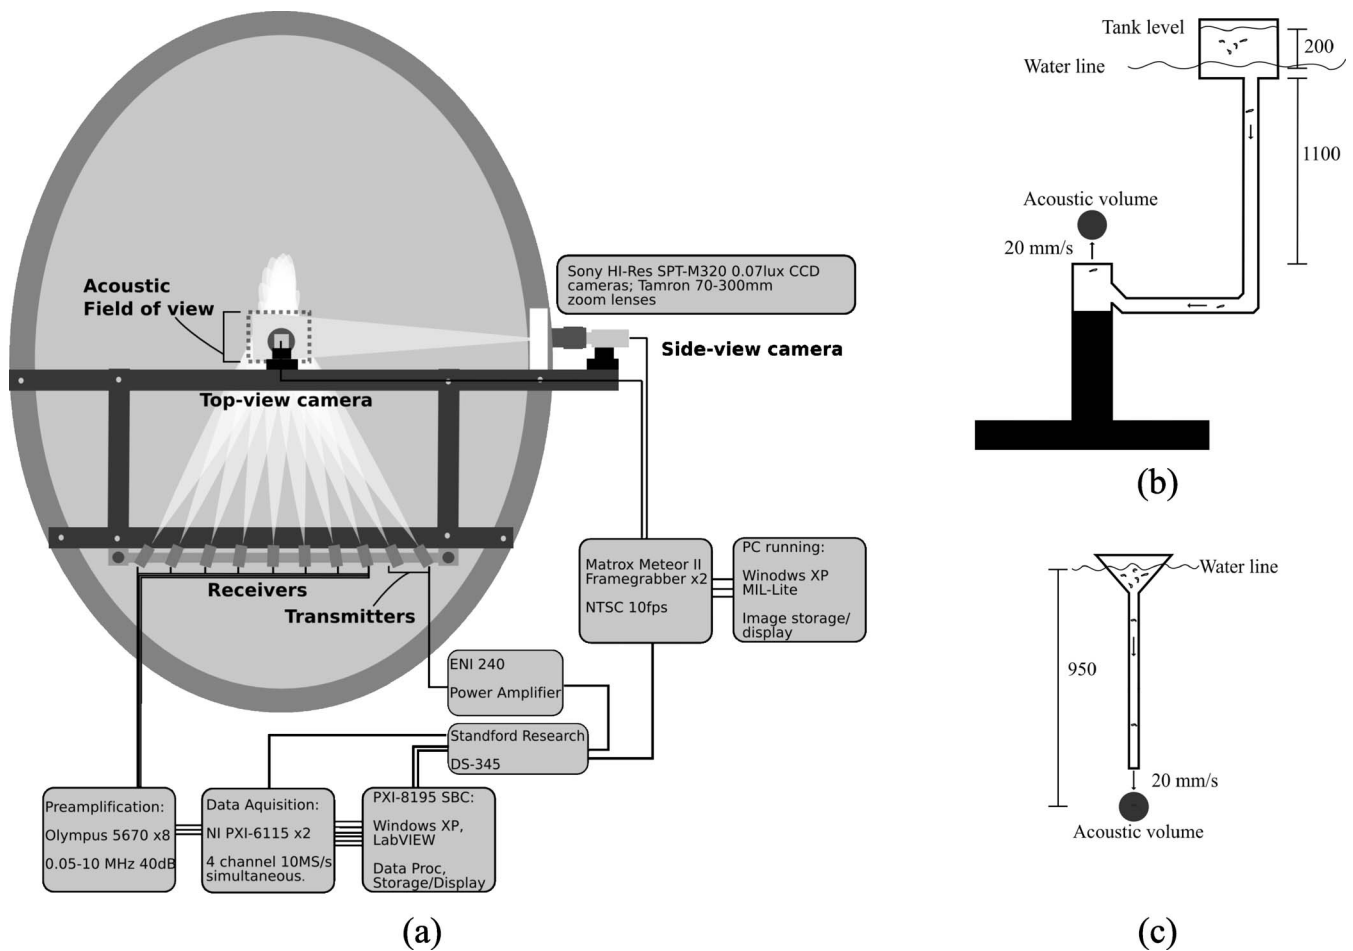 Acoustic
Field of view
Sony HI-Res SPT-M320 0.07lux CCD
cameras; Tamron 70-300mm
zoom lenses
Side-view camera
Top-view camera
Receivers
Transmitters
Matrox Meteor II
Framegrabber x2
NTSC 10fps
PC running:
Winodws XP
MIL-Lite
Image storage/
display
ENI 240
Power Amplifier
Standford Research
DS-345
Preamplification:
Olympus 5670 x8
0.05-10 MHz 40dB
Data Aquisition:
NI PXI-6115 x2
4 channel 10MS/s
simultaneous.
PXI-8195 SBC:
Windows XP,
LabVIEW
Data Proc,
Storage/Display
(a)
Tank level
200
Water line
1100
Acoustic volume
20 mm/s
(b)
Water line
950
20 mm/s
Acoustic volume
(c)